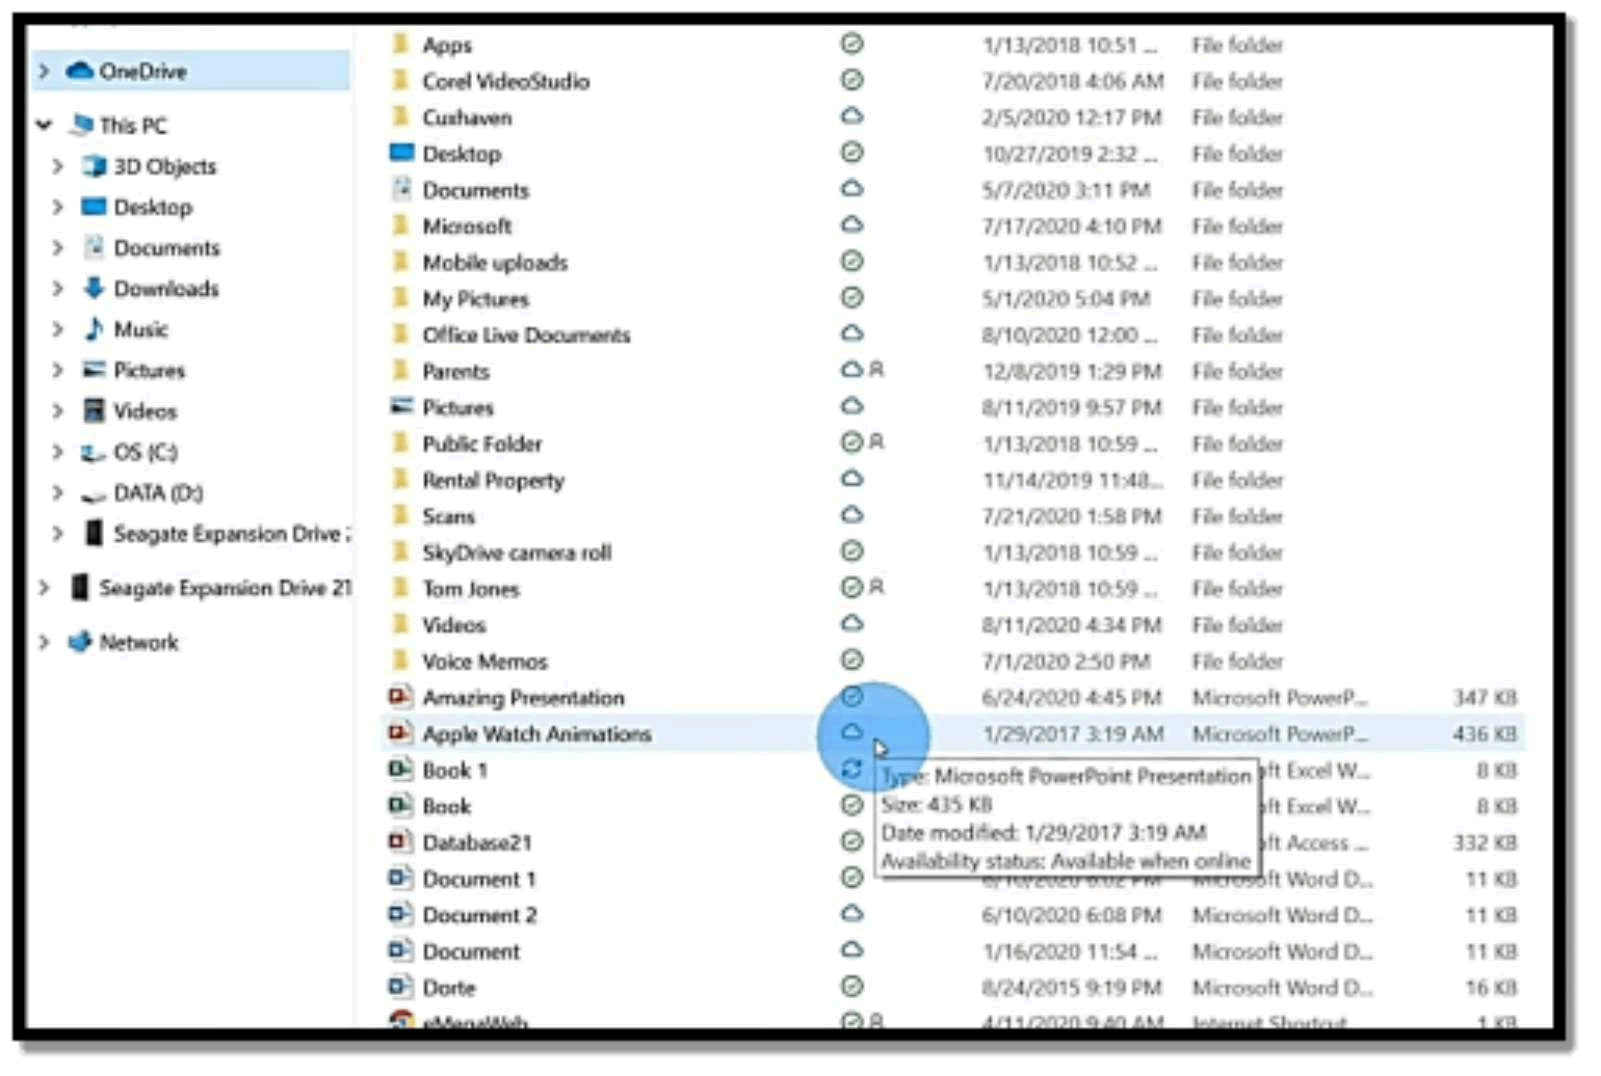 OneDrive
This PC
3D Objects
Desktop
Documents
Downloads
Music
Pictures
Videos
OS (C:)
DATA (D:)
Seagate Expansion Drive
Seagate Expansion Drive 21
Network
Apps 1/13/2018 10:51 ... File folder
Corel VideoStudio 7/20/2018 4:06 AM File folder
Cuxhaven 2/5/2020 12:17 PM File folder
Desktop 10/27/2019 2:32 ... File folder
Documents 5/7/2020 3:11 PM File folder
Microsoft 7/17/2020 4:10 PM File folder
Mobile uploads 1/13/2018 10:52 ... File folder
My Pictures 5/1/2020 5:04 PM File folder
Office Live Documents 8/10/2020 12:00 ... File folder
Parents 12/8/2019 1:29 PM File folder
Pictures 8/11/2019 9:57 PM File folder
Public Folder 1/13/2018 10:59 ... File folder
Rental Property 11/14/2019 11:48... File folder
Scans 7/21/2020 1:58 PM File folder
SkyDrive camera roll 1/13/2018 10:59 ... File folder
Tom Jones 1/13/2018 10:59 ... File folder
Videos 8/11/2020 4:34 PM File folder
Voice Memos 7/1/2020 2:50 PM File folder
Amazing Presentation 6/24/2020 4:45 PM Microsoft PowerP... 347 KB
Apple Watch Animations 1/29/2017 3:19 AM Microsoft PowerP... 436 KB
Book 1 ft Excel W... 8 KB
Book ft Excel W... 8 KB
Database21 ft Access ... 332 KB
Type: Microsoft PowerPoint Presentation
Size: 435 KB
Date modified: 1/29/2017 3:19 AM
Availability status: Available when online
Document 1 6/10/2020 6:02 PM Microsoft Word D... 11 KB
Document 2 6/10/2020 6:08 PM Microsoft Word D... 11 KB
Document 1/16/2020 11:54 ... Microsoft Word D... 11 KB
Dorte 8/24/2015 9:19 PM Microsoft Word D... 16 KB
eMegaWeb 4/11/2020 9:40 AM Internet Shortcut 1 KB